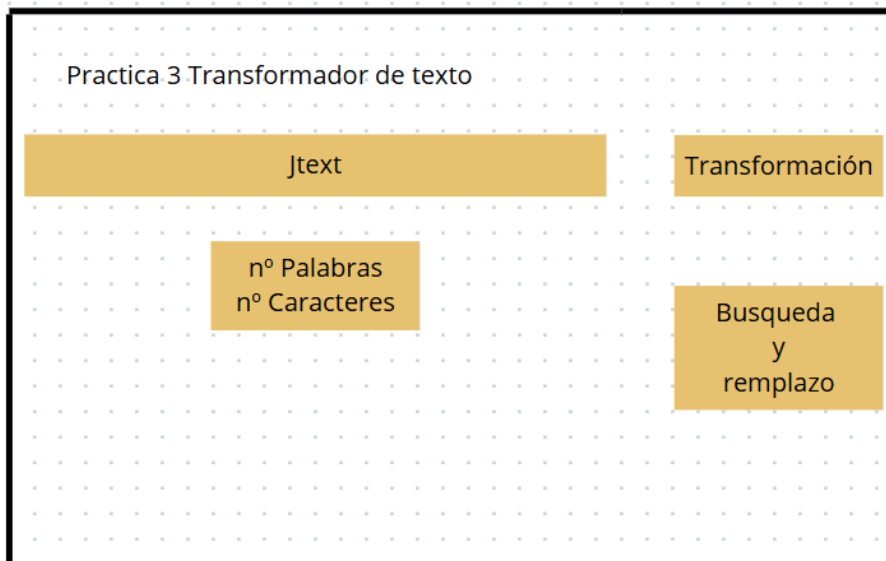 Practica 3 Transformador de texto
Jtext
Transformación
nº Palabras
nº Caracteres
Busqueda
y
remplazo